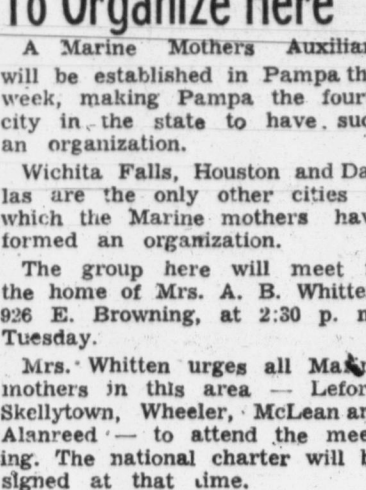 To Organize Here
A Marine Mothers Auxilia
will be established in Pampa th
week, making Pampa the four
city in the state to have such
an organization.
Wichita Falls, Houston and Da
las are the only other cities
which the Marine mothers hav
formed an organization.
The group here will meet
the home of Mrs. A. B. Whitte
926 E. Browning, at 2:30 p. m
Tuesday.
Mrs. Whitten urges all Marin
mothers in this area — Lefor
Skellytown, Wheeler, McLean an
Alanreed — to attend the mee
ing. The national charter will b
signed at that time.